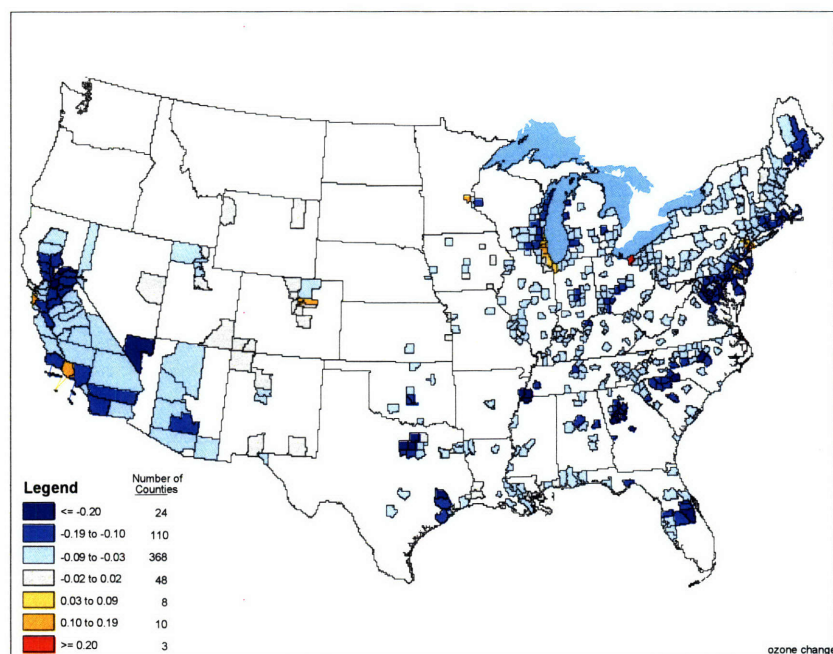 Legend
Number of
Counties
<= -0.20 24
-0.19 to -0.10 110
-0.09 to -0.03 368
-0.02 to 0.02 48
0.03 to 0.09 8
0.10 to 0.19 10
>= 0.20 3
ozone change